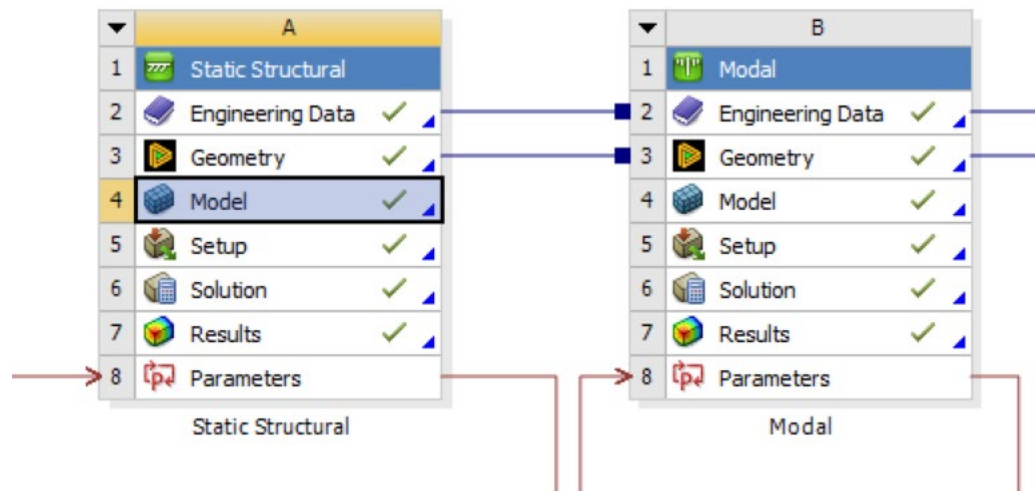 A
1 Static Structural
2 Engineering Data
3 Geometry
4 Model
5 Setup
6 Solution
7 Results
8 Parameters
Static Structural
B
1 Modal
2 Engineering Data
3 Geometry
4 Model
5 Setup
6 Solution
7 Results
8 Parameters
Modal